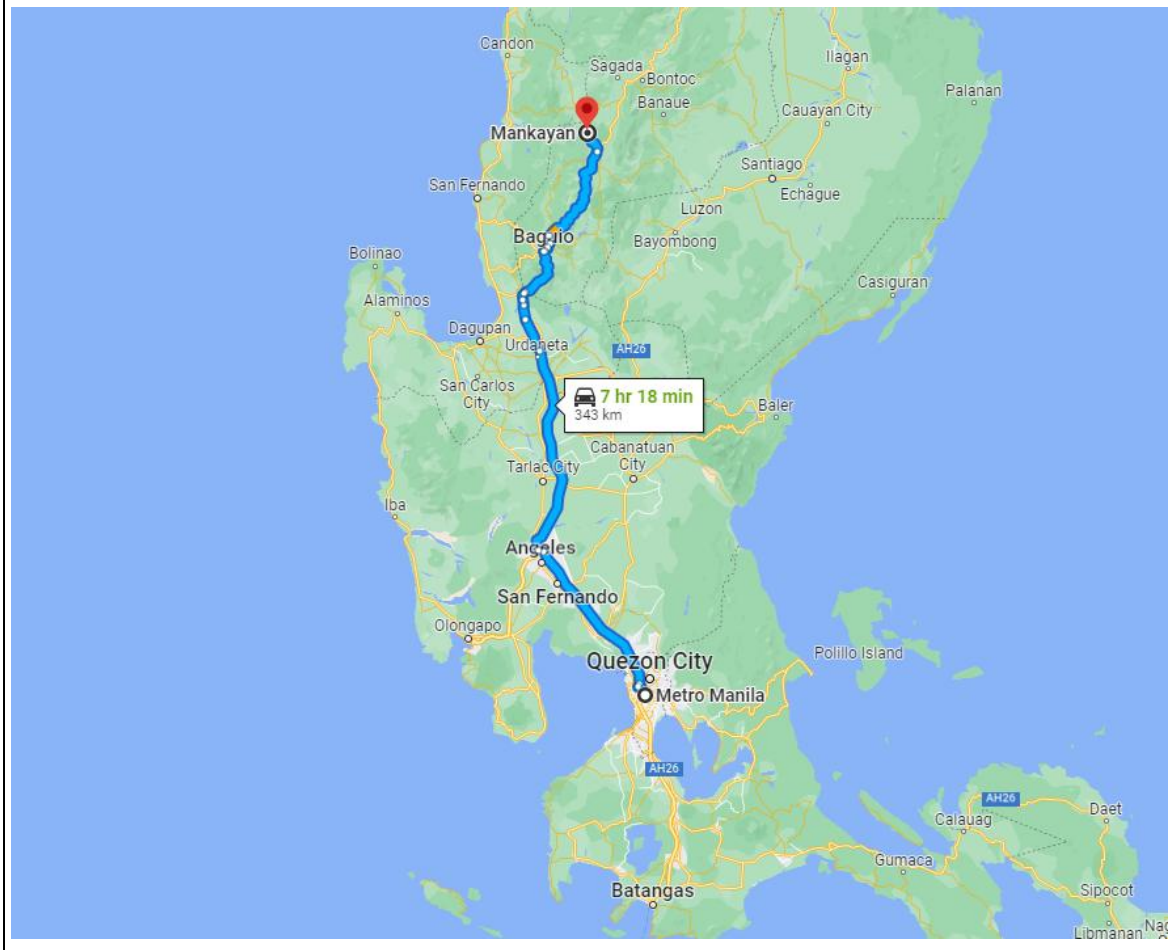 Candon
Ilagan
Sagada
Bontoc
Palanan
Banaue
Cauayan City
Mankayan
Santiago
San Fernando
Echague
Luzon
Baguio
Bayombong
Bolinao
Casiguran
Alaminos
Dagupan
Urdaneta
AH26
San Carlos
City
7 hr 18 min
343 km
Baler
Cabanatuan
City
Tarlac City
Iba
Angeles
San Fernando
Olongapo
Quezon City
Polillo Island
Metro Manila
AH26
AH26
Daet
Calauag
Gumaca
Batangas
Sipocot
Libmanan